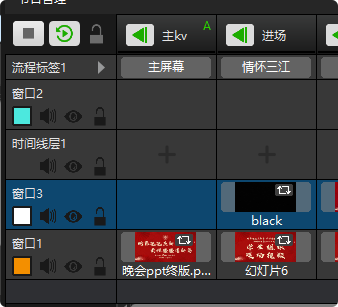 主kv
A
进场
流程标签1
主屏幕
情怀三江
窗口2
时间线层1
窗口3
black
窗口1
晚会ppt终版.p...
幻灯片6